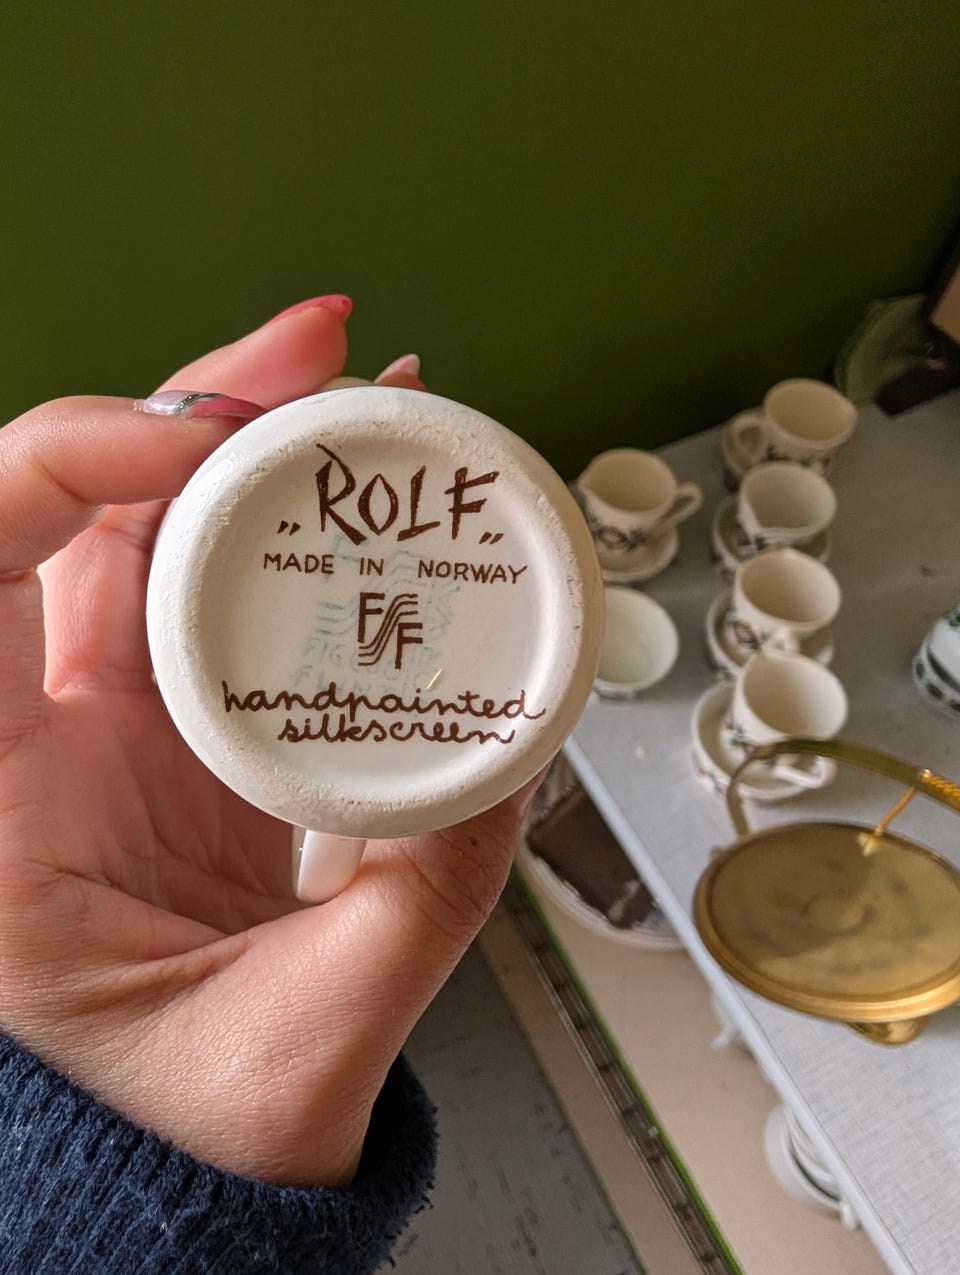 „ROLF„
MADE IN NORWAY
FF
handpainted
silkscreen